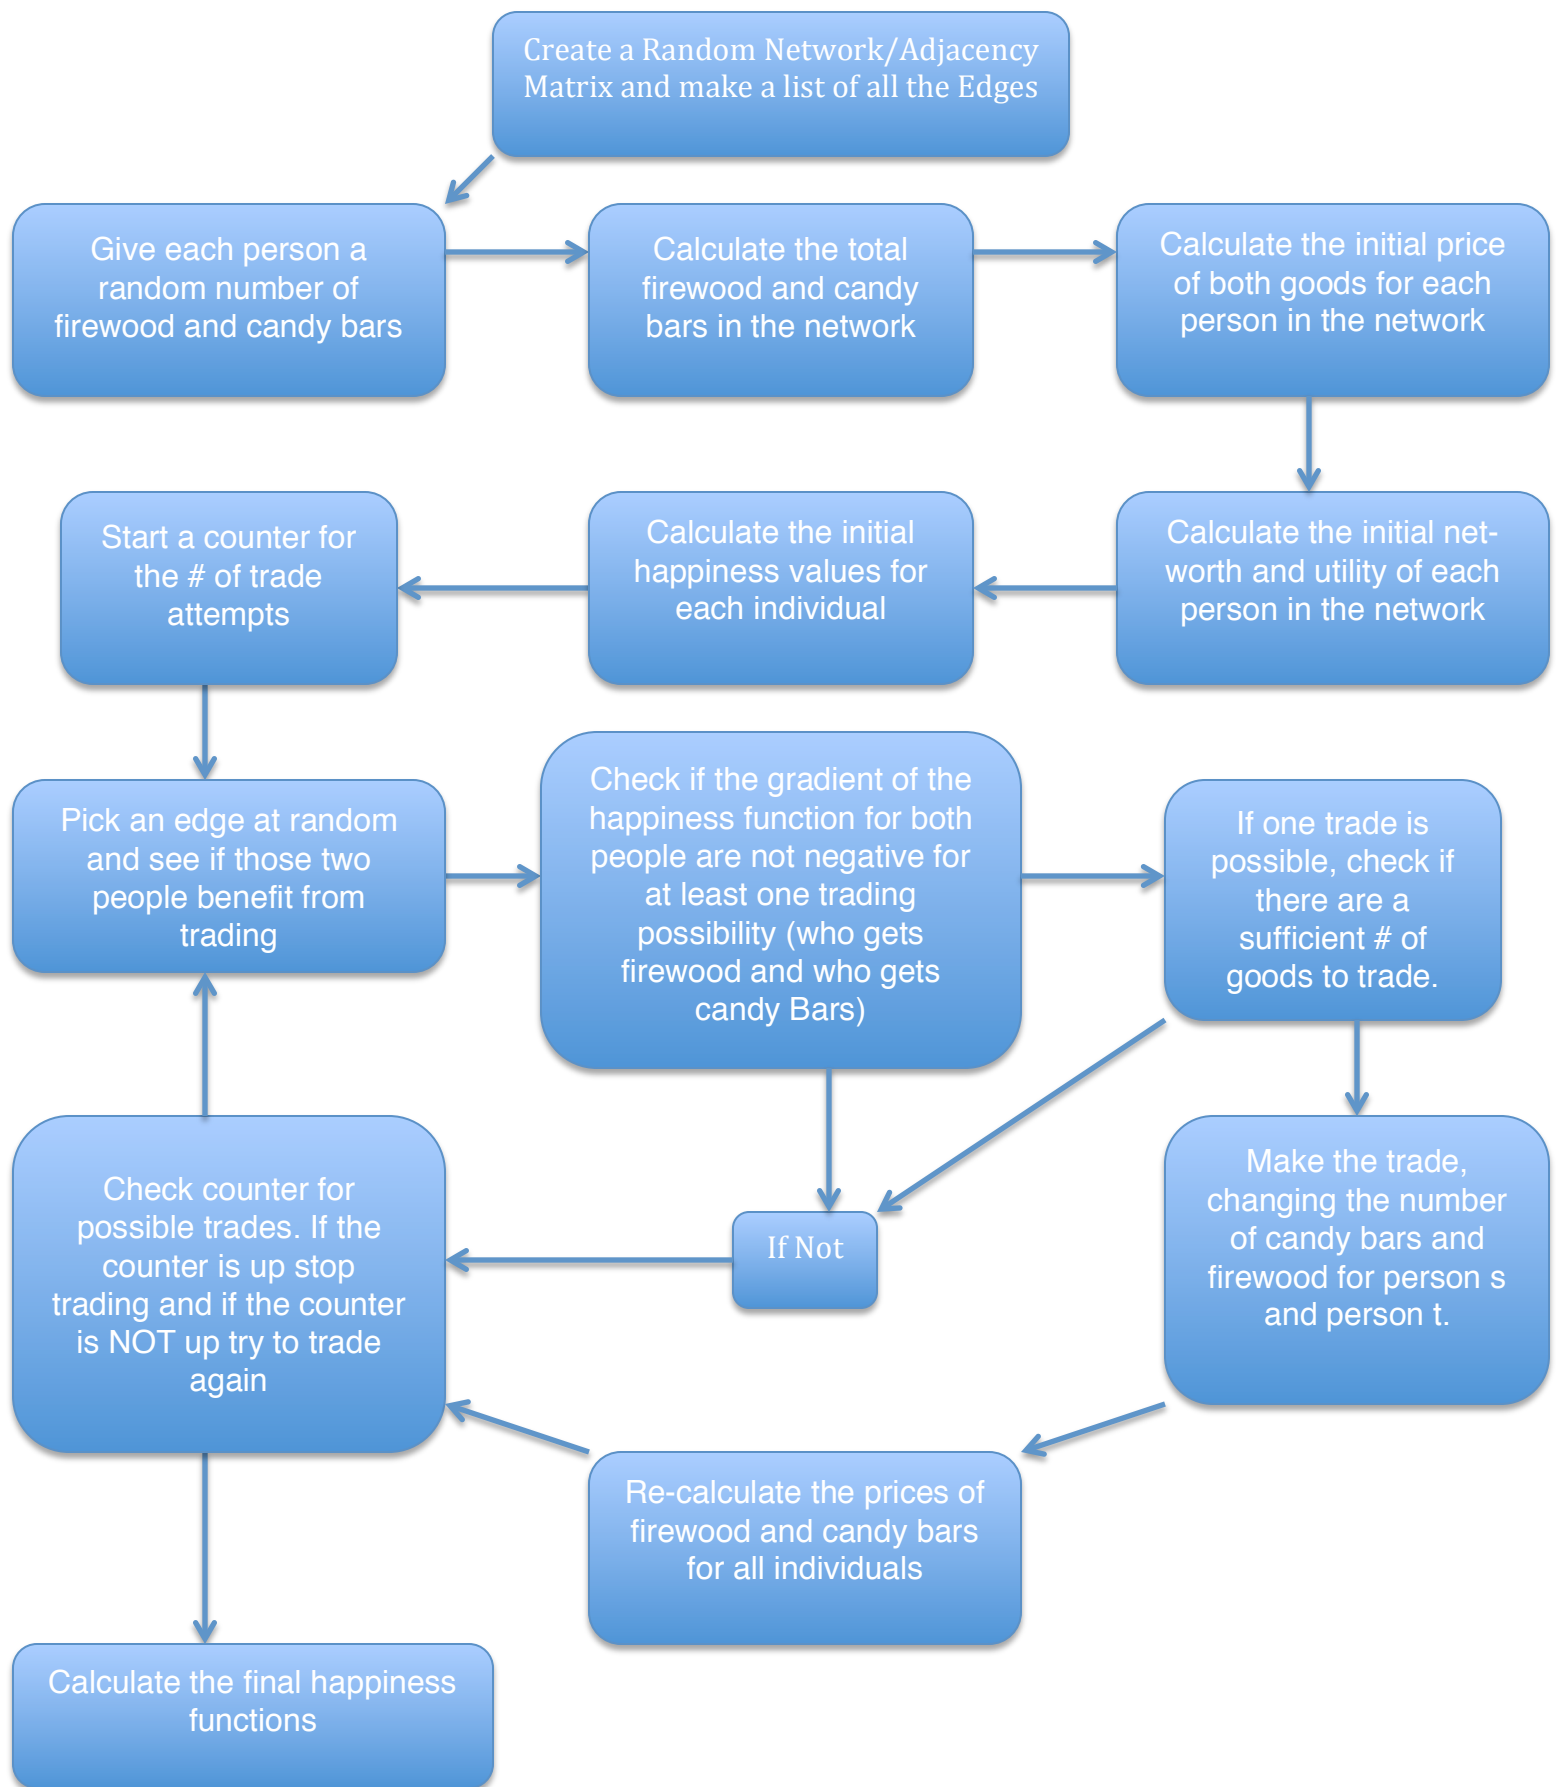 Create a Random Network/Adjacency
Matrix and make a list of all the Edges
Give each person a
random number of
firewood and candy bars
Calculate the total
firewood and candy
bars in the network
Calculate the initial price
of both goods for each
person in the network
Calculate the initial net-
worth and utility of each
person in the network
Calculate the initial
happiness values for
each individual
Start a counter for
the # of trade
attempts
Pick an edge at random
and see if those two
people benefit from
trading
Check if the gradient of the
happiness function for both
people are not negative for
at least one trading
possibility (who gets
firewood and who gets
candy Bars)
If one trade is
possible, check if
there are a
sufficient # of
goods to trade.
Make the trade,
changing the number
of candy bars and
firewood for person s
and person t.
If Not
Check counter for
possible trades. If the
counter is up stop
trading and if the counter
is NOT up try to trade
again
Re-calculate the prices of
firewood and candy bars
for all individuals
Calculate the final happiness
functions